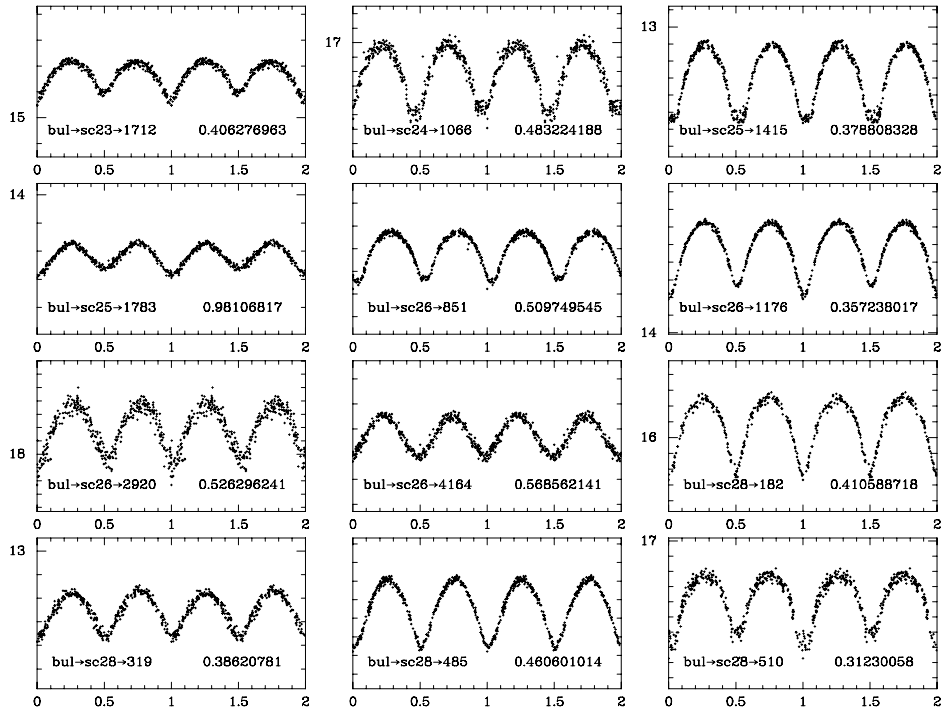 17
13
15
bul→sc23→1712 0.406276963
bul→sc24→1066 0.483224188
bul→sc25→1415 0.378808328
0 0.5 1 1.5 2
0 0.5 1 1.5 2
0 0.5 1 1.5 2
14
bul→sc25→1783 0.98106817
bul→sc26→851 0.509749545
bul→sc26→1176 0.357238017
14
0 0.5 1 1.5 2
0 0.5 1 1.5 2
0 0.5 1 1.5 2
18
16
bul→sc26→2920 0.526296241
bul→sc26→4164 0.568562141
bul→sc28→182 0.410588718
0 0.5 1 1.5 2
0 0.5 1 1.5 2
0 0.5 1 1.5 2
13
17
bul→sc28→319 0.38620781
bul→sc28→485 0.460601014
bul→sc28→510 0.31230058
0 0.5 1 1.5 2
0 0.5 1 1.5 2
0 0.5 1 1.5 2